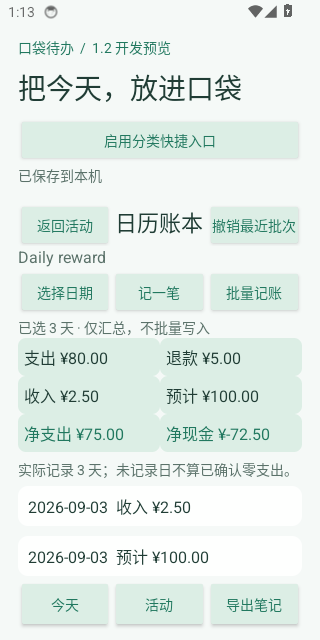 1:13
口袋待办 / 1.2 开发预览
把今天，放进口袋
启用分类快捷入口
已保存到本机
返回活动 日历账本 撤销最近批次
Daily reward
选择日期 记一笔 批量记账
已选 3 天 · 仅汇总，不批量写入
支出 ¥80.00 退款 ¥5.00
收入 ¥2.50 预计 ¥100.00
净支出 ¥75.00 净现金 ¥-72.50
实际记录 3 天；未记录日不算已确认零支出。
2026-09-03 收入 ¥2.50
2026-09-03 预计 ¥100.00
今天 活动 导出笔记